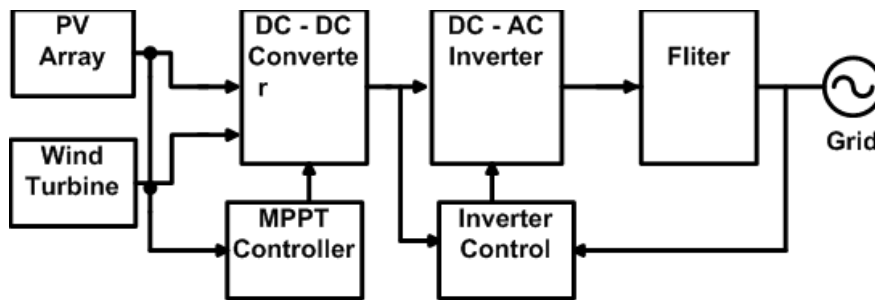 PV
Array
DC - DC
Converte
r
DC - AC
Inverter
Fliter
Grid
Wind
Turbine
MPPT
Controller
Inverter
Control